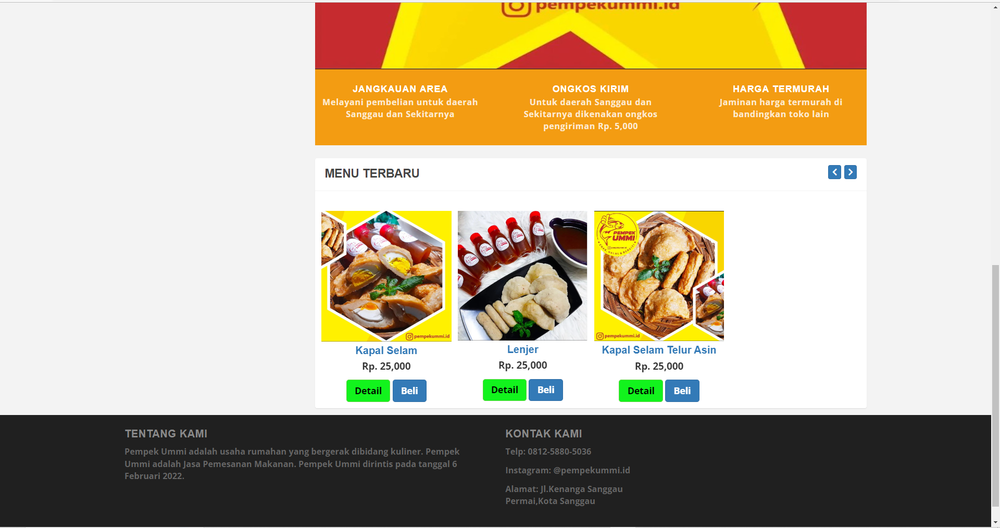 pempekummi.id
JANGKAUAN AREA
Melayani pembelian untuk daerah
Sanggau dan Sekitarnya
ONGKOS KIRIM
Untuk daerah Sanggau dan
Sekitarnya dikenakan ongkos
pengiriman Rp. 5,000
HARGA TERMURAH
Jaminan harga termurah di
bandingkan toko lain
MENU TERBARU
pempekummi.id
PEMPEK
UMMI
ENAK, HALAL & BERGIZI
pempekummi.id
Kapal Selam
Rp. 25,000
Detail Beli
Lenjer
Rp. 25,000
Detail Beli
Kapal Selam Telur Asin
Rp. 25,000
Detail Beli
TENTANG KAMI
Pempek Ummi adalah usaha rumahan yang bergerak dibidang kuliner. Pempek
Ummi adalah Jasa Pemesanan Makanan. Pempek Ummi dirintis pada tanggal 6
Februari 2022.
KONTAK KAMI
Telp: 0812-5880-5036
Instagram: @pempekummi.id
Alamat: Jl.Kenanga Sanggau
Permai,Kota Sanggau